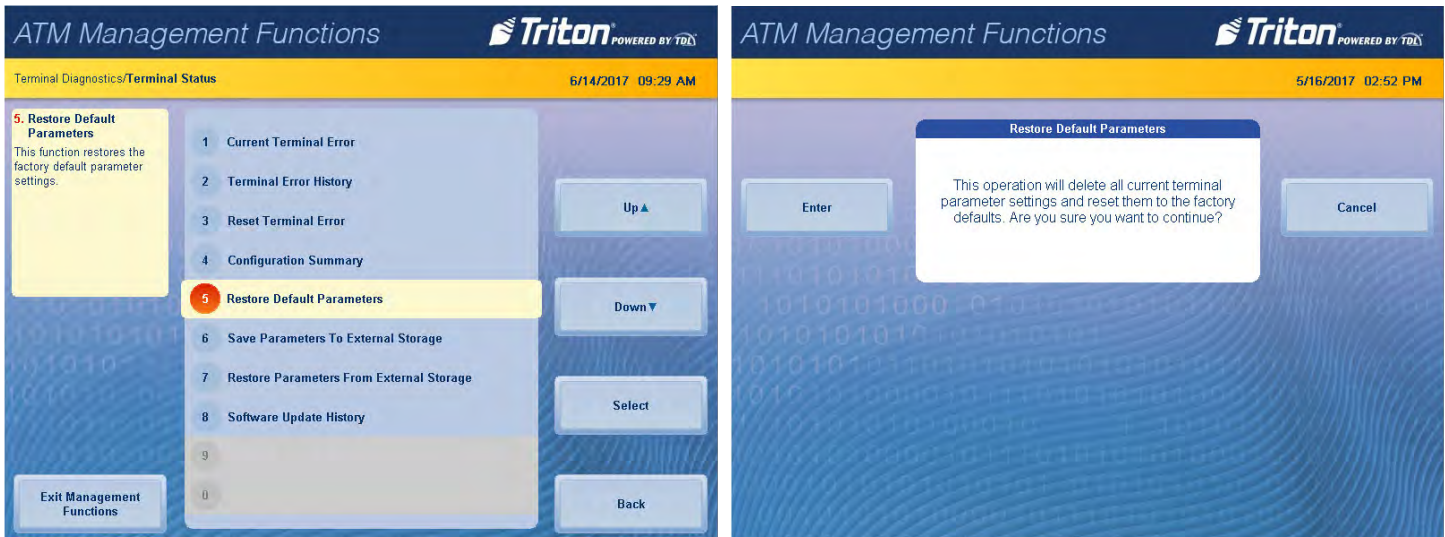 ATM Management Functions
Triton POWERED BY TDL
Terminal Diagnostics/Terminal Status
6/14/2017 09:29 AM
5. Restore Default
Parameters
This function restores the
factory default parameter
settings.
1 Current Terminal Error
2 Terminal Error History
3 Reset Terminal Error
4 Configuration Summary
5 Restore Default Parameters
6 Save Parameters To External Storage
7 Restore Parameters From External Storage
8 Software Update History
9
0
Up▲
Down▼
Select
Back
Exit Management
Functions
ATM Management Functions
Triton POWERED BY TDL
5/16/2017 02:52 PM
Restore Default Parameters
This operation will delete all current terminal
parameter settings and reset them to the factory
defaults. Are you sure you want to continue?
Enter
Cancel